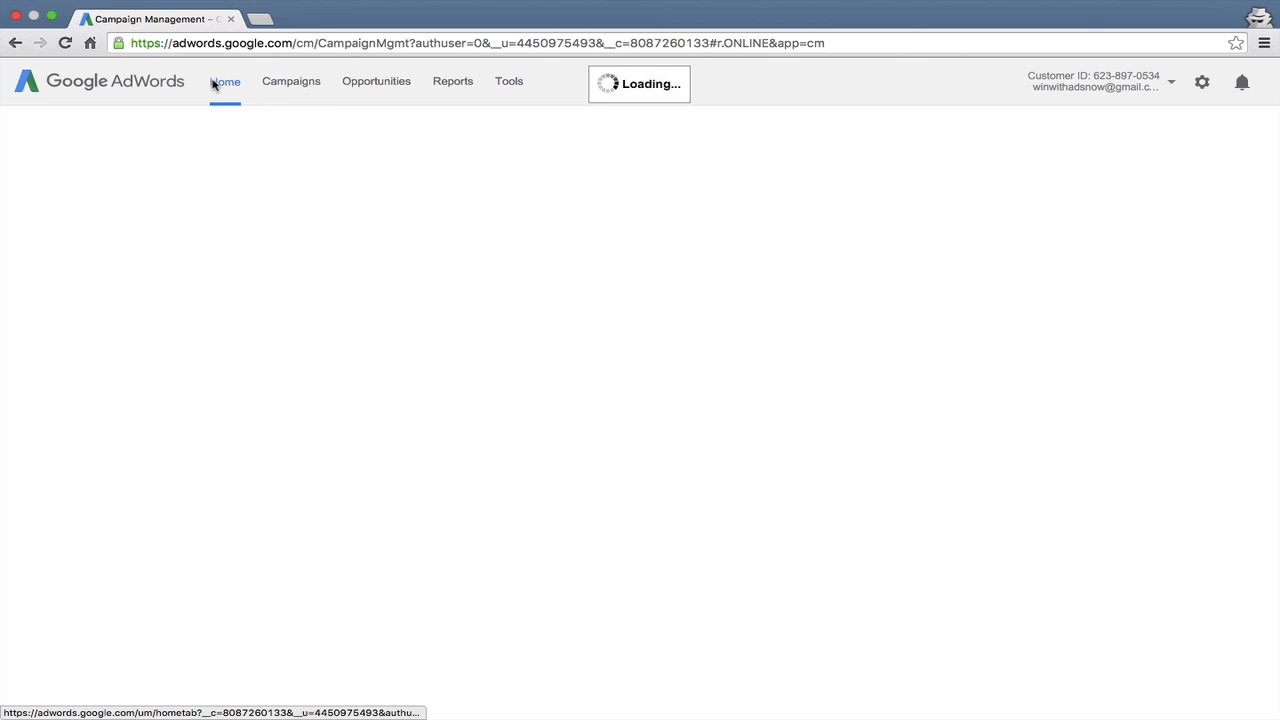 Campaign Management – G
https://adwords.google.com/cm/CampaignMgmt?authuser=0&__u=4450975493&__c=8087260133#r.ONLINE&app=cm
Google AdWords
Home
Campaigns
Opportunities
Reports
Tools
Loading...
Customer ID: 623-897-0534
winwithadsnow@gmail.c...
https://adwords.google.com/um/hometab?__c=8087260133&__u=4450975493&authu...